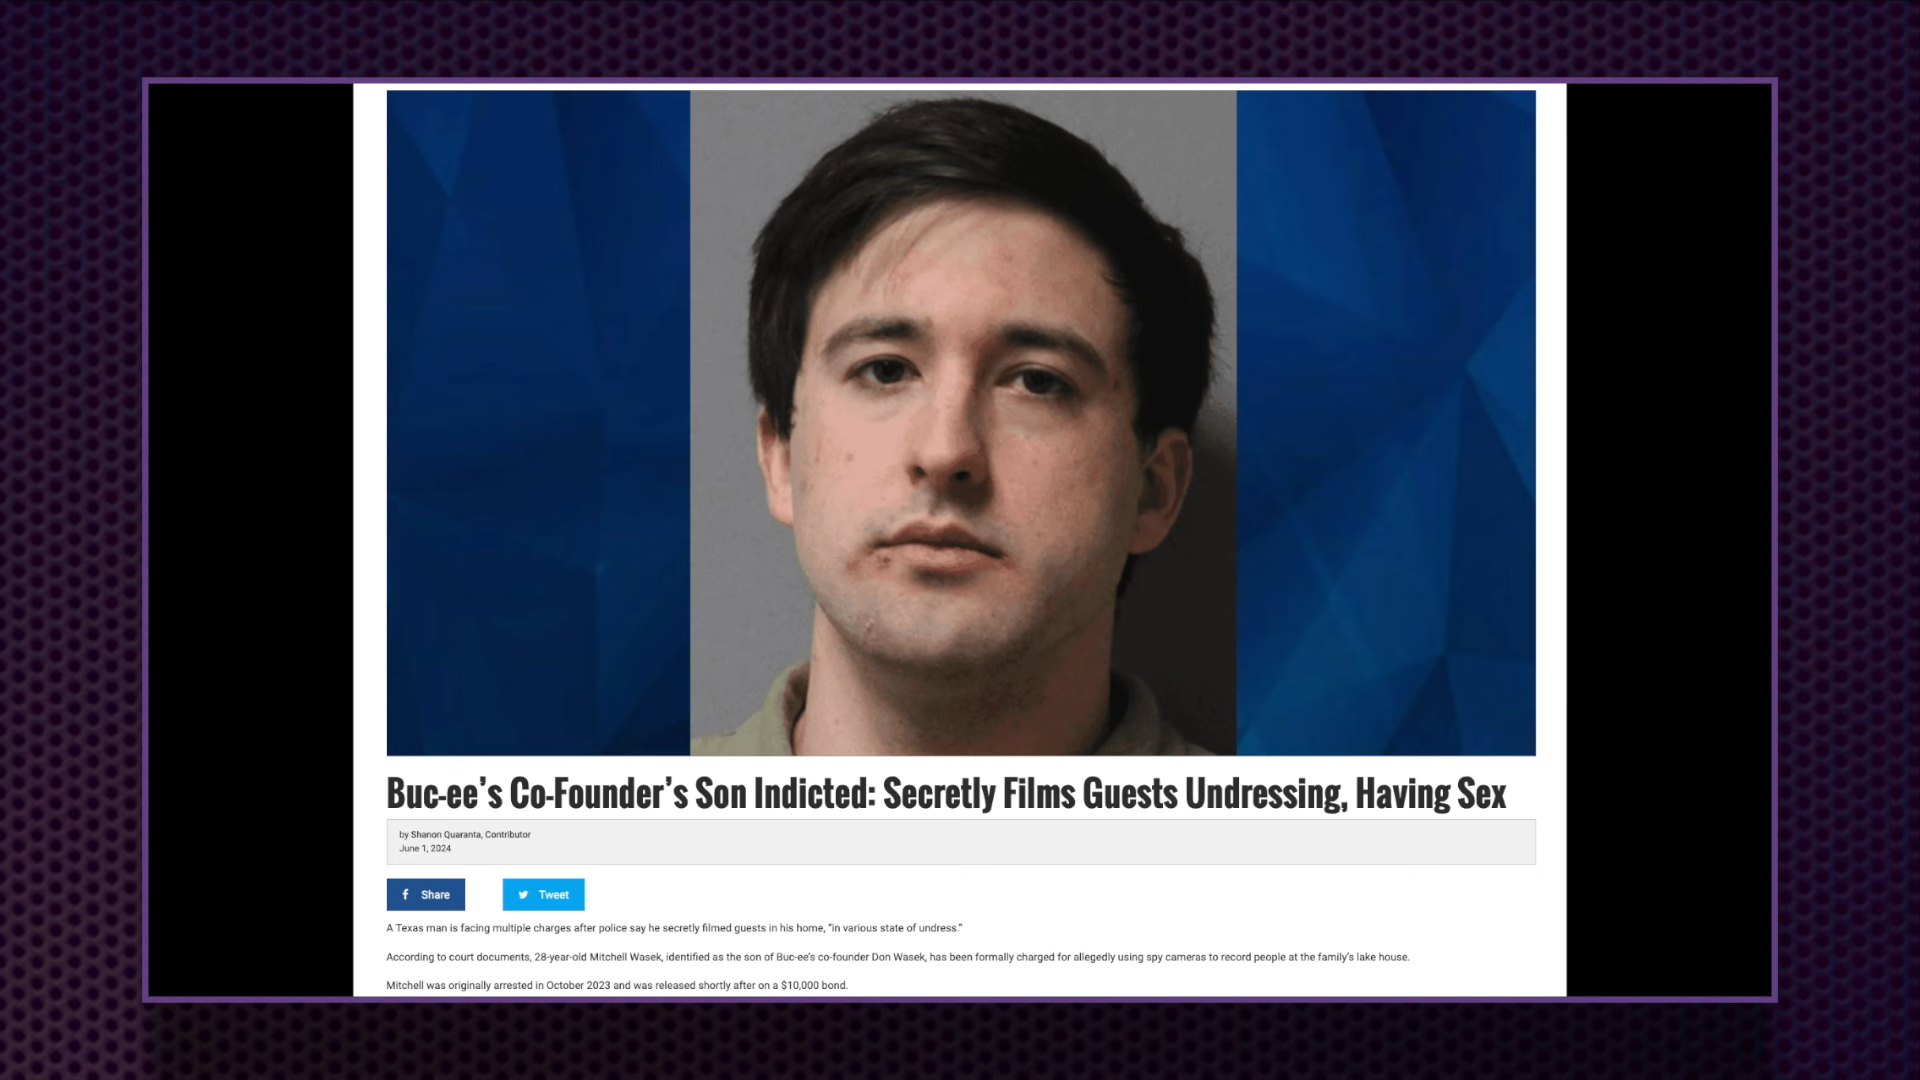 Buc-ee's Co-Founder's Son Indicted: Secretly Films Guests Undressing, Having Sex
by Shanon Quaranta, Contributor
June 1, 2024
f Share
Tweet
A Texas man is facing multiple charges after police say he secretly filmed guests in his home, "in various state of undress."
According to court documents, 28-year-old Mitchell Wasek, identified as the son of Buc-ee's co-founder Don Wasek, has been formally charged for allegedly using spy cameras to record people at the family's lake house.
Mitchell was originally arrested in October 2023 and was released shortly after on a $10,000 bond.